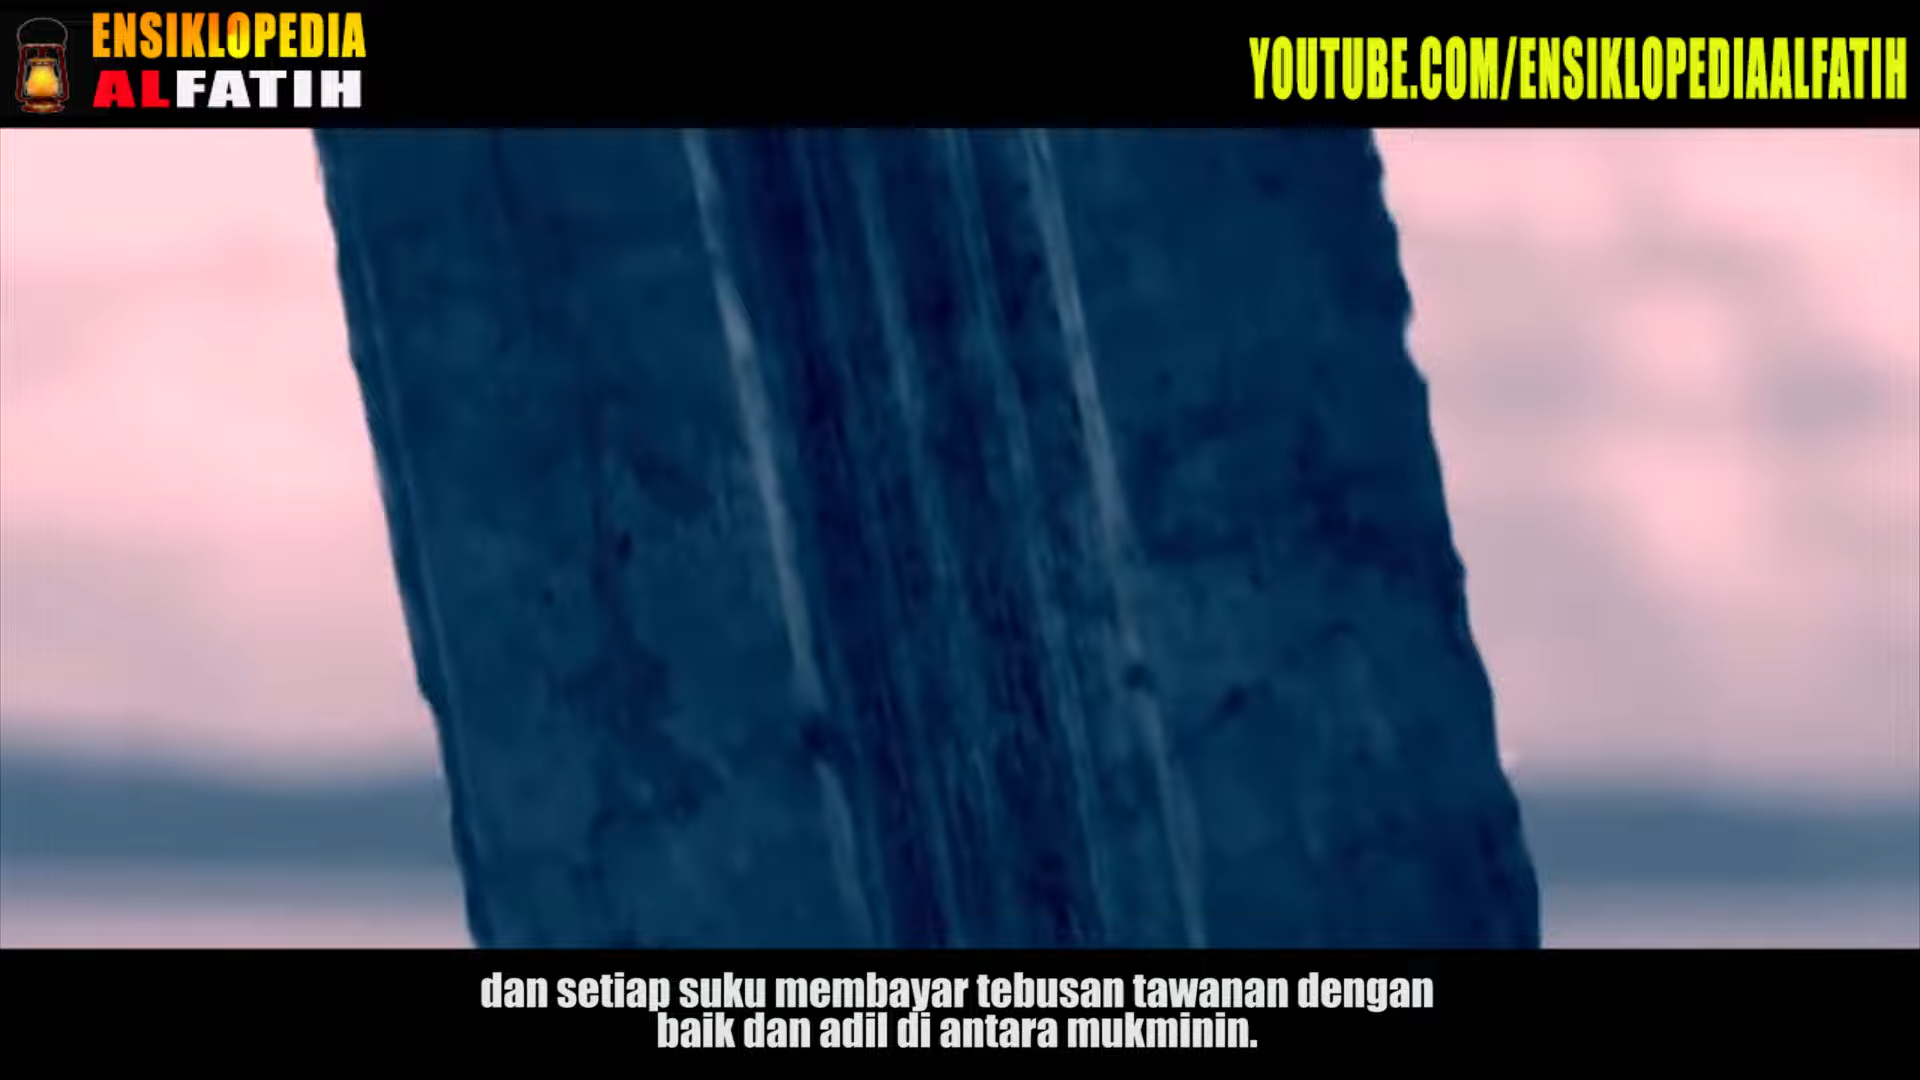 ENSIKLOPEDIA
ALFATIH
YOUTUBE.COM/ENSIKLOPEDIAALFATIH
dan setiap suku membayar tebusan tawanan dengan
baik dan adil di antara mukminin.